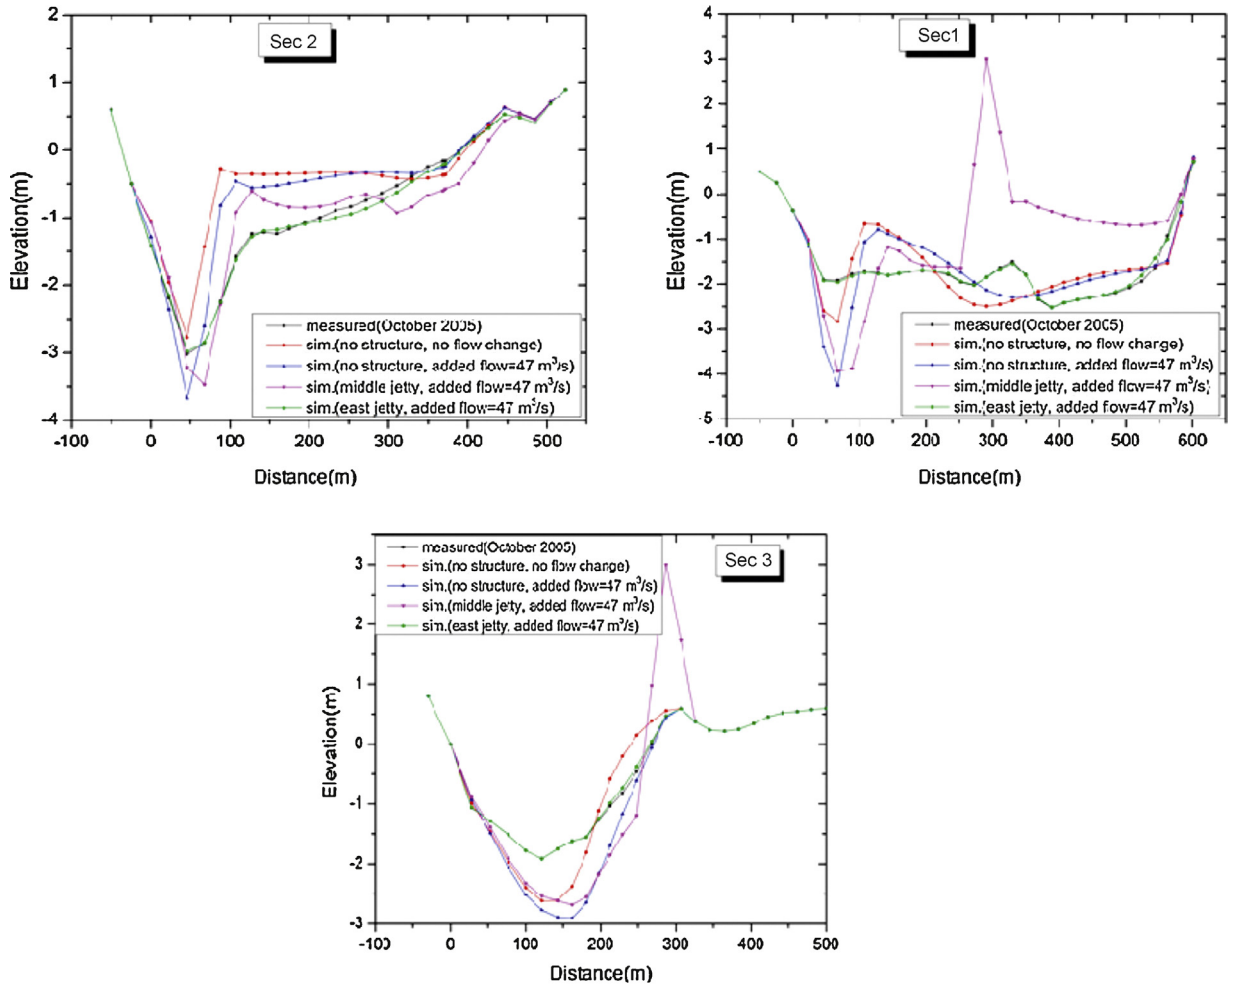 Sec 2
2
1
0
-1
-2
-3
-4
Elevation(m)
measured(October 2005)
sim.(no structure, no flow change)
sim.(no structure, added flow=47 m³/s)
sim.(middle jetty, added flow=47 m³/s)
sim.(east jetty, added flow=47 m³/s)
-100 0 100 200 300 400 500
Distance(m)
Sec1
4
3
2
1
0
-1
-2
-3
-4
-5
Elevation(m)
measured(October 2005)
sim.(no structure, no flow change)
sim.(no structure, added flow=47 m³/s)
sim.(middle jetty, added flow=47 m³/s)
sim.(east jetty, added flow=47 m³/s)
-100 0 100 200 300 400 500 600
Distance(m)
measured(October 2005)
sim.(no structure, no flow change)
sim.(no structure, added flow=47 m³/s)
sim.(middle jetty, added flow=47 m³/s)
sim.(east jetty, added flow=47 m³/s)
Sec 3
3
2
1
0
-1
-2
-3
Elevation(m)
-100 0 100 200 300 400 500
Distance(m)